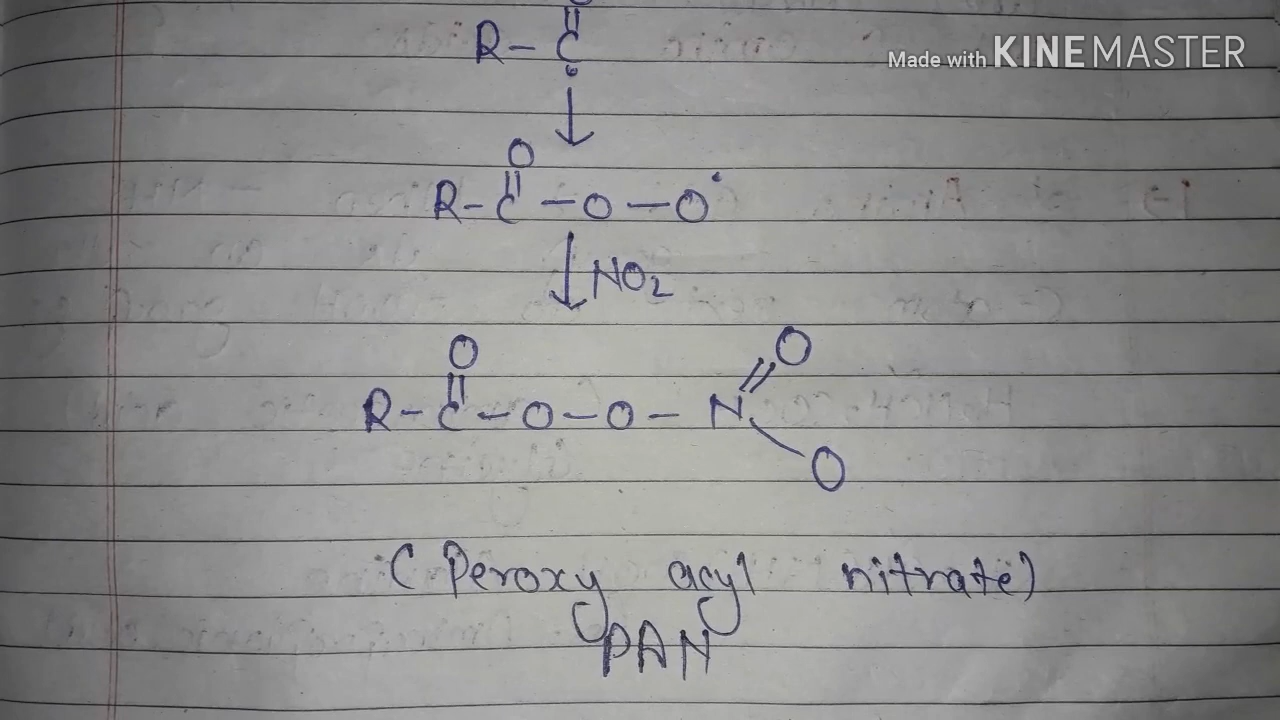 Made with KINEMASTER
R – C
O
R – C – O – O·
NO2
O O
R – C – O – O – N
O
(Peroxy acyl nitrate)
PAN